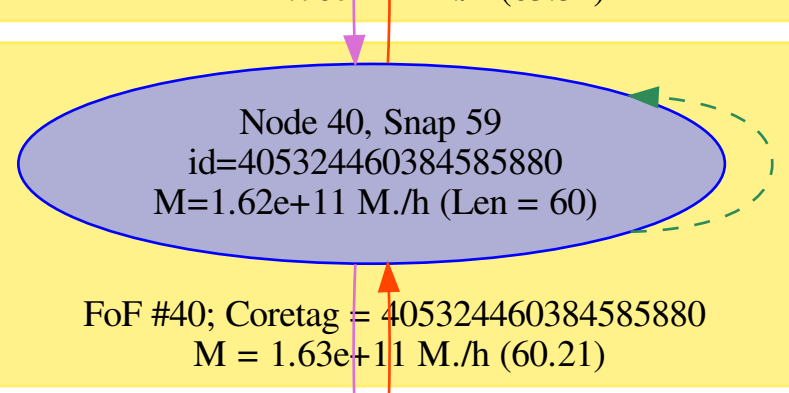 Node 40, Snap 59
id=405324460384585880
M=1.62e+11 M./h (Len = 60)
FoF #40; Coretag = 405324460384585880
M = 1.63e+11 M./h (60.21)